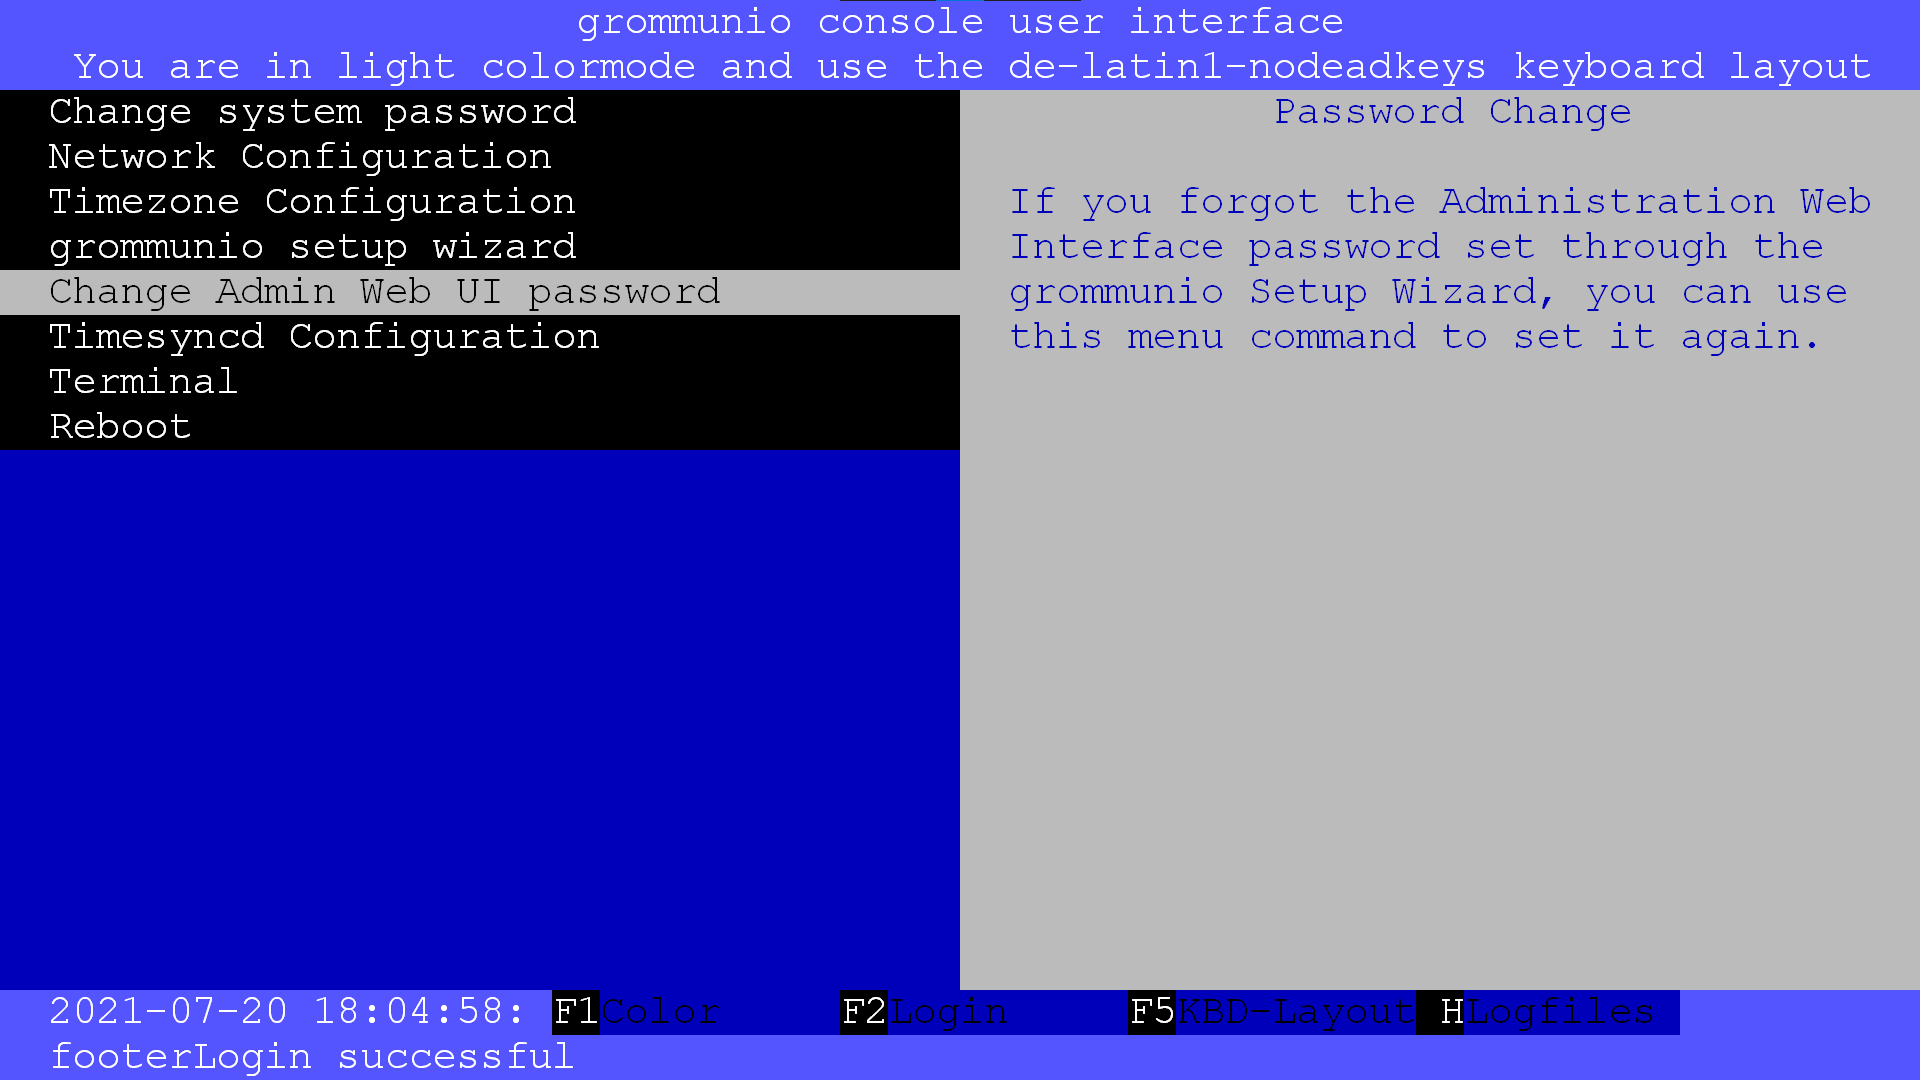 grommunio console user interface
You are in light colormode and use the de-latin1-nodeadkeys keyboard layout
Change system password
Network Configuration
Timezone Configuration
grommunio setup wizard
Change Admin Web UI password
Timesyncd Configuration
Terminal
Reboot
Password Change
If you forgot the Administration Web
Interface password set through the
grommunio Setup Wizard, you can use
this menu command to set it again.
2021-07-20 18:04:58: F1Color F2Login F5KBD-Layout HLogfiles
footerLogin successful